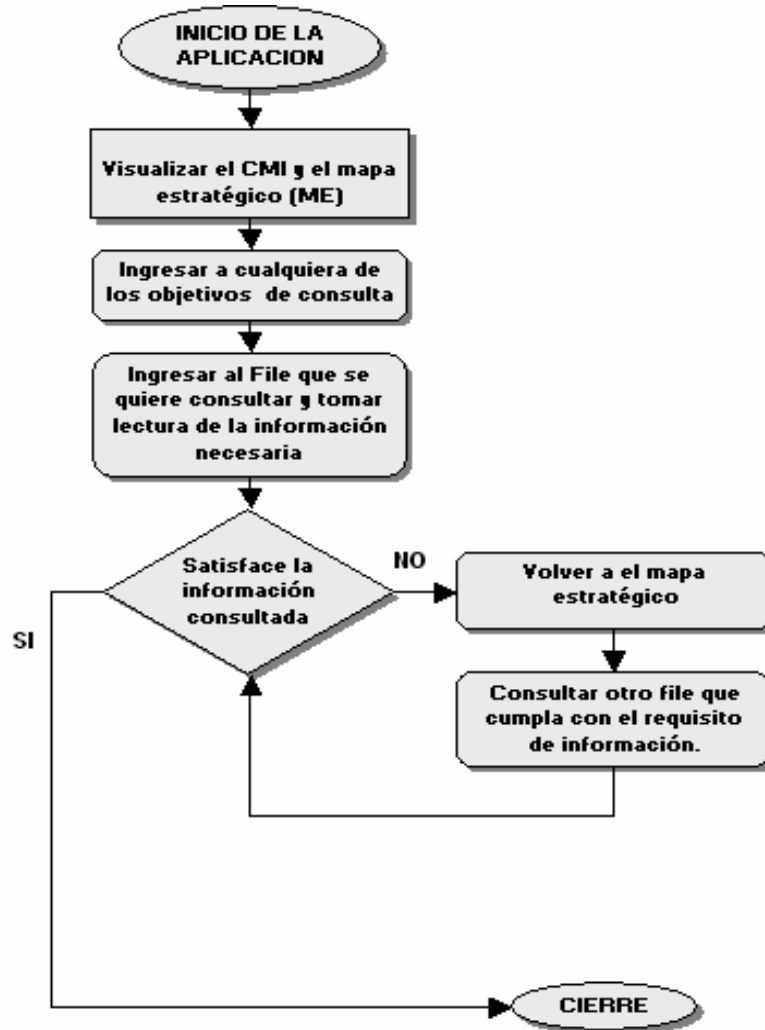 INICIO DE LA
APLICACION
Visualizar el CMI y el mapa
estratégico (ME)
Ingresar a cualquiera de
los objetivos de consulta
Ingresar al File que se
quiere consultar y tomar
lectura de la información
necesaria
Satisface la
información
consultada
NO
Volver a el mapa
estratégico
SI
Consultar otro file que
cumpla con el requisito
de información.
CIERRE